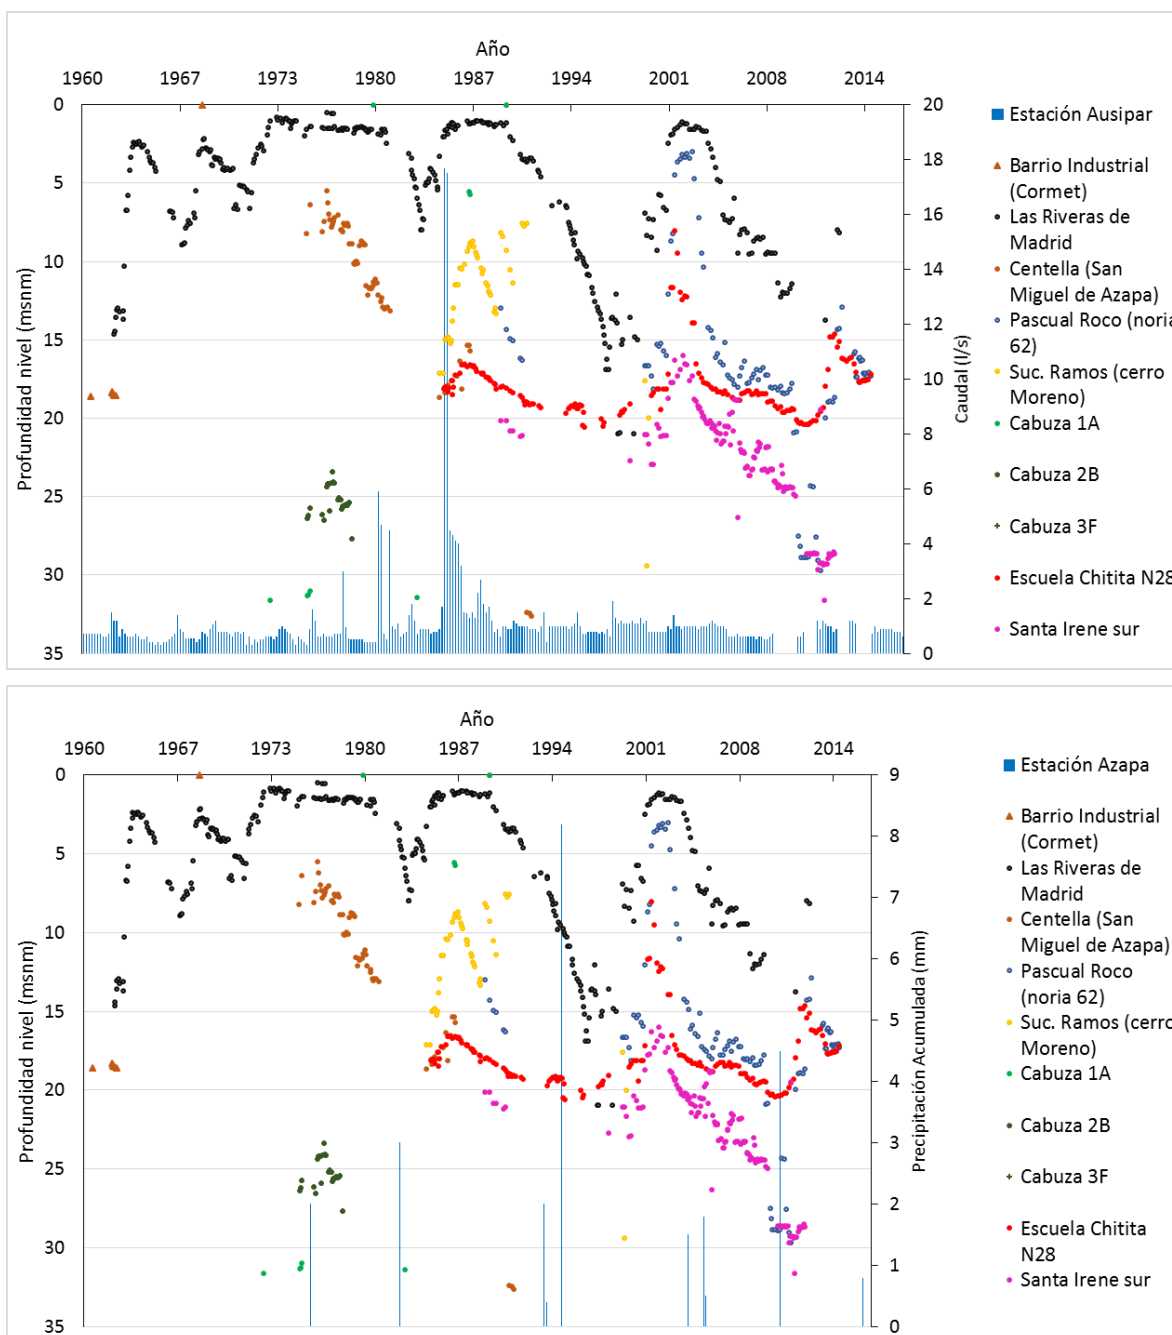 Año
1960 1967 1973 1980 1987 1994 2001 2008 2014
0
5
10
15
20
25
30
35
Profundidad nivel (msnm)
20
18
16
14
12
10
8
6
4
2
0
Caudal (l/s)
Estación Ausipar
Barrio Industrial
(Cormet)
Las Riveras de
Madrid
Centella (San
Miguel de Azapa)
Pascual Roco (noria
62)
Suc. Ramos (cerro
Moreno)
Cabuza 1A
Cabuza 2B
Cabuza 3F
Escuela Chitita N28
Santa Irene sur
Año
1960 1967 1973 1980 1987 1994 2001 2008 2014
0
5
10
15
20
25
30
35
Profundidad nivel (msnm)
9
8
7
6
5
4
3
2
1
0
Precipitación Acumulada (mm)
Estación Azapa
Barrio Industrial
(Cormet)
Las Riveras de
Madrid
Centella (San
Miguel de Azapa)
Pascual Roco
(noria 62)
Suc. Ramos (cerro
Moreno)
Cabuza 1A
Cabuza 2B
Cabuza 3F
Escuela Chitita
N28
Santa Irene sur